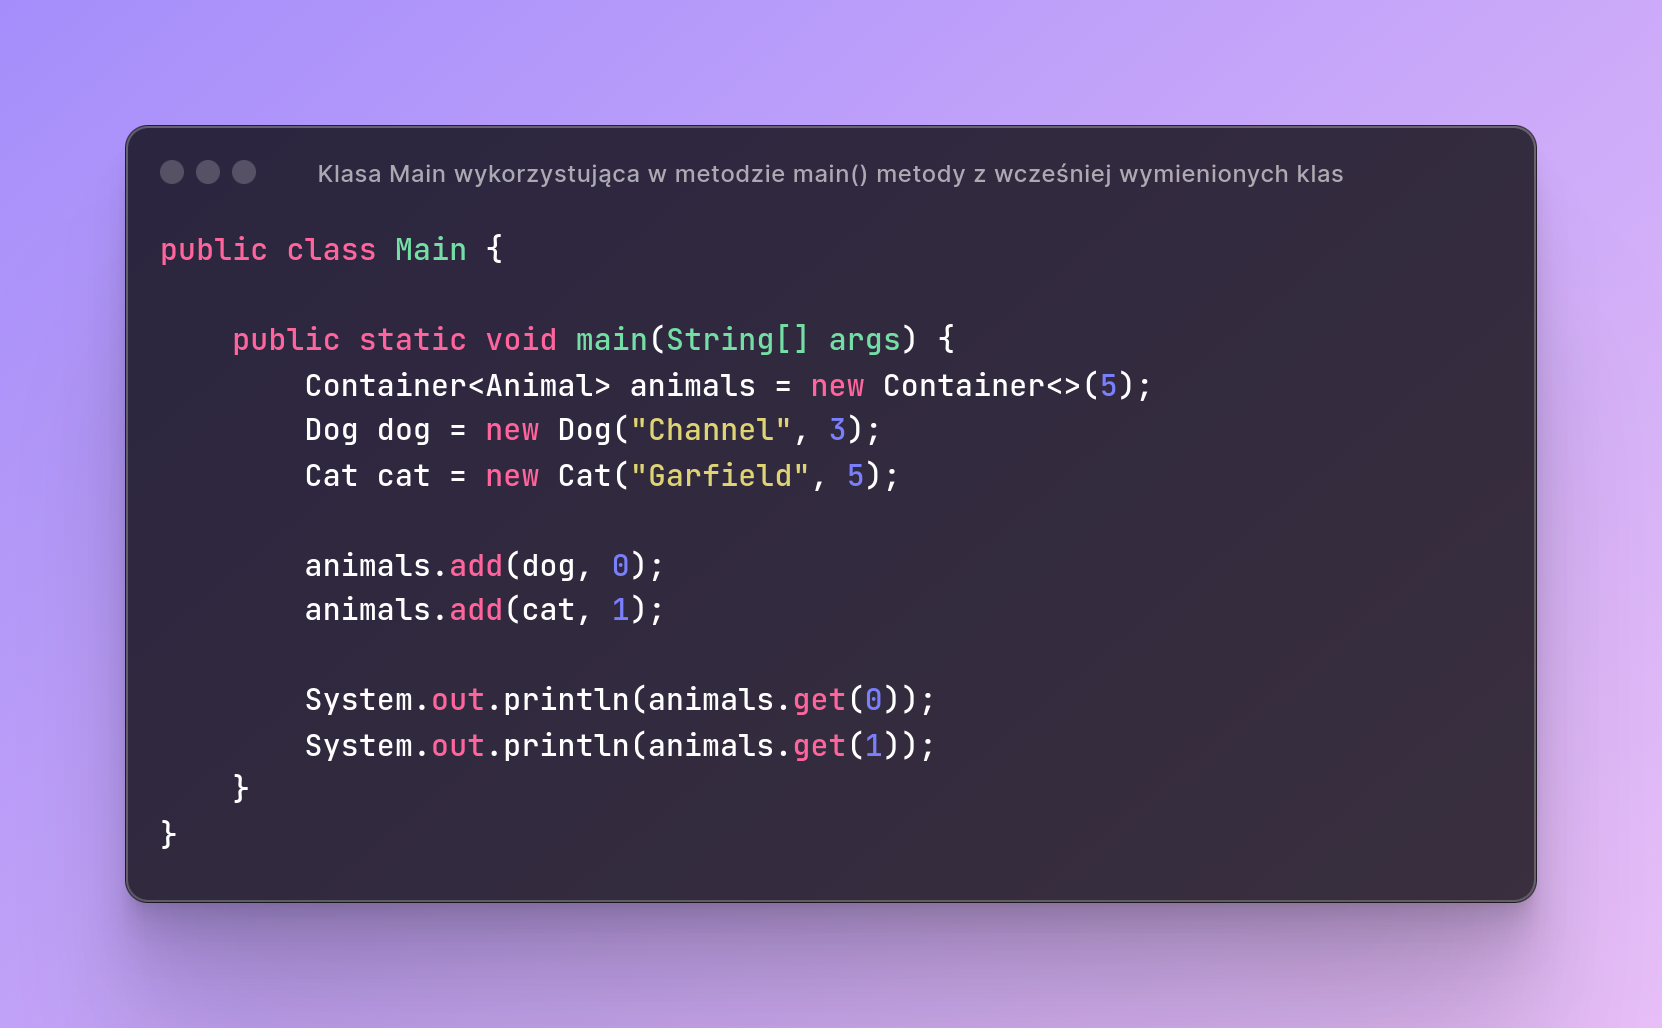 Klasa Main wykorzystująca w metodzie main() metody z wcześniej wymienionych klas
public class Main {
public static void main(String[] args) {
Container<Animal> animals = new Container<>(5);
Dog dog = new Dog("Channel", 3);
Cat cat = new Cat("Garfield", 5);
animals.add(dog, 0);
animals.add(cat, 1);
System.out.println(animals.get(0));
System.out.println(animals.get(1));
}
}